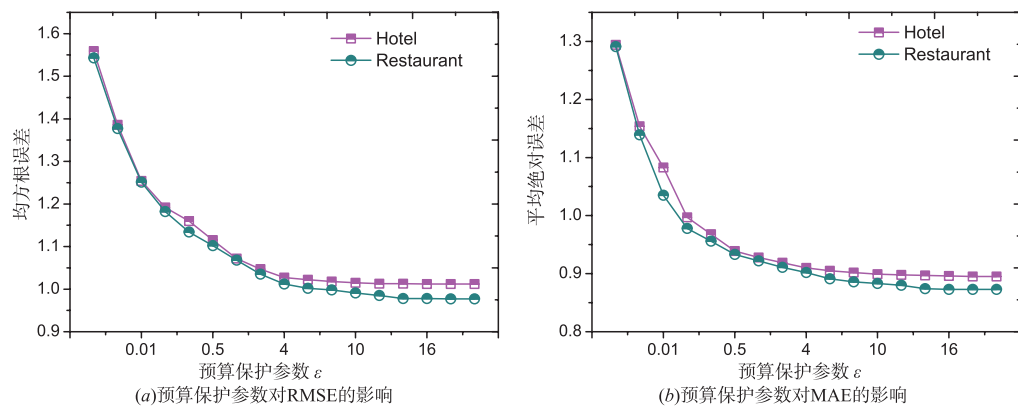 1.6
1.5
1.4
1.3
1.2
1.1
1.0
0.9
均方根误差
Hotel
Restaurant
0.01 0.5 4 10 16
预算保护参数 ε
(a)预算保护参数对RMSE的影响
1.3
1.2
1.1
1.0
0.9
0.8
平均绝对误差
Hotel
Restaurant
0.01 0.5 4 10 16
预算保护参数 ε
(b)预算保护参数对MAE的影响